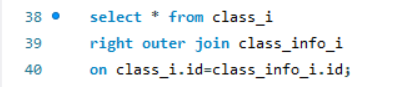 38 select * from class_i
39 right outer join class_info_i
40 on class_i.id=class_info_i.id;